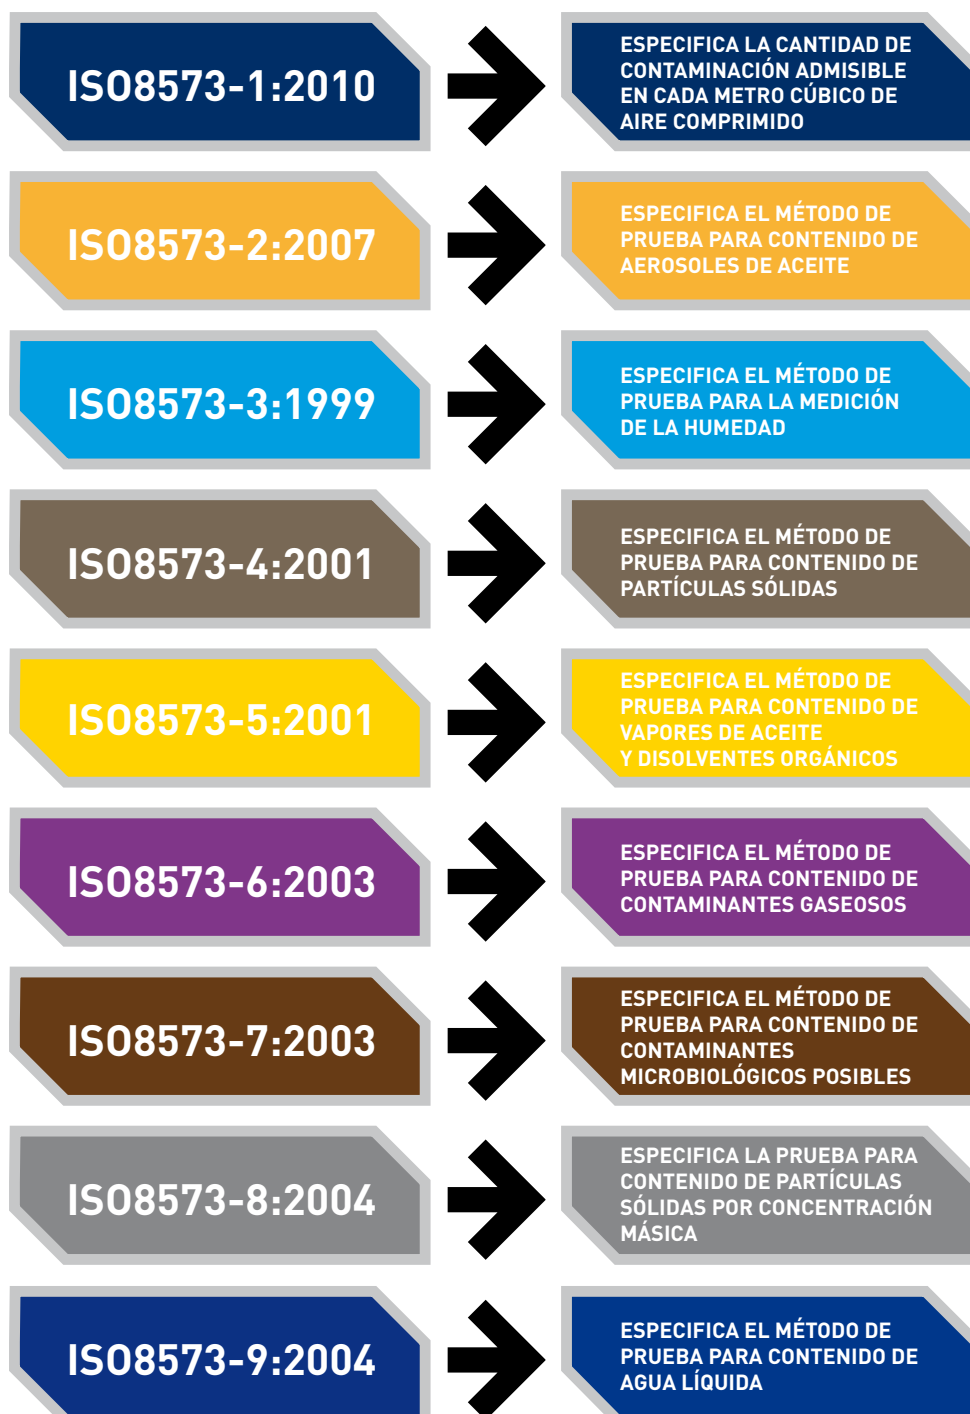 ISO8573-1:2010
ESPECIFICA LA CANTIDAD DE
CONTAMINACIÓN ADMISIBLE
EN CADA METRO CÚBICO DE
AIRE COMPRIMIDO
ISO8573-2:2007
ESPECIFICA EL MÉTODO DE
PRUEBA PARA CONTENIDO DE
AEROSOLES DE ACEITE
ISO8573-3:1999
ESPECIFICA EL MÉTODO DE
PRUEBA PARA LA MEDICIÓN
DE LA HUMEDAD
ISO8573-4:2001
ESPECIFICA EL MÉTODO DE
PRUEBA PARA CONTENIDO DE
PARTÍCULAS SÓLIDAS
ISO8573-5:2001
ESPECIFICA EL MÉTODO DE
PRUEBA PARA CONTENIDO DE
VAPORES DE ACEITE
Y DISOLVENTES ORGÁNICOS
ISO8573-6:2003
ESPECIFICA EL MÉTODO DE
PRUEBA PARA CONTENIDO DE
CONTAMINANTES GASEOSOS
ISO8573-7:2003
ESPECIFICA EL MÉTODO DE
PRUEBA PARA CONTENIDO DE
CONTAMINANTES
MICROBIOLÓGICOS POSIBLES
ISO8573-8:2004
ESPECIFICA LA PRUEBA PARA
CONTENIDO DE PARTÍCULAS
SÓLIDAS POR CONCENTRACIÓN
MÁSICA
ISO8573-9:2004
ESPECIFICA EL MÉTODO DE
PRUEBA PARA CONTENIDO DE
AGUA LÍQUIDA